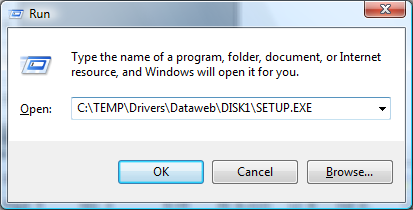 Run
Type the name of a program, folder, document, or Internet
resource, and Windows will open it for you.
Open: C:\TEMP\Drivers\Dataweb\DISK1\SETUP.EXE
OK Cancel Browse...